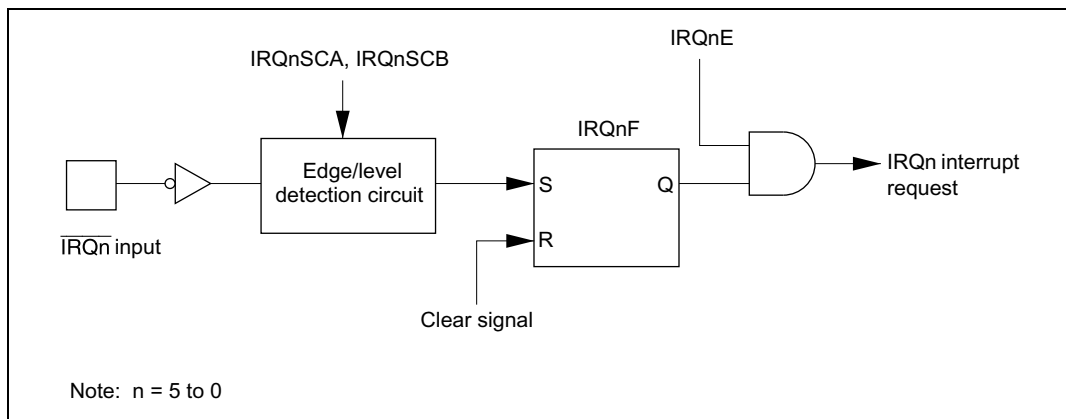 IRQnE
IRQnSCA, IRQnSCB
IRQnF
Edge/level
detection circuit
S
Q
IRQn interrupt
request
R
IRQn input
Clear signal
Note: n = 5 to 0